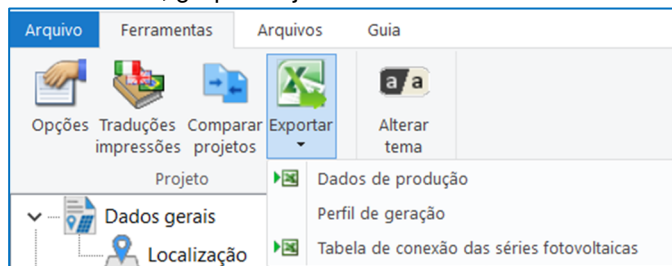 Arquivo Ferramentas Arquivos Guia
Opções Traduções Comparar Exportar Alterar
impressões projetos tema
Projeto
Dados de produção
Perfil de geração
Tabela de conexão das séries fotovoltaicas
Dados gerais
Localização